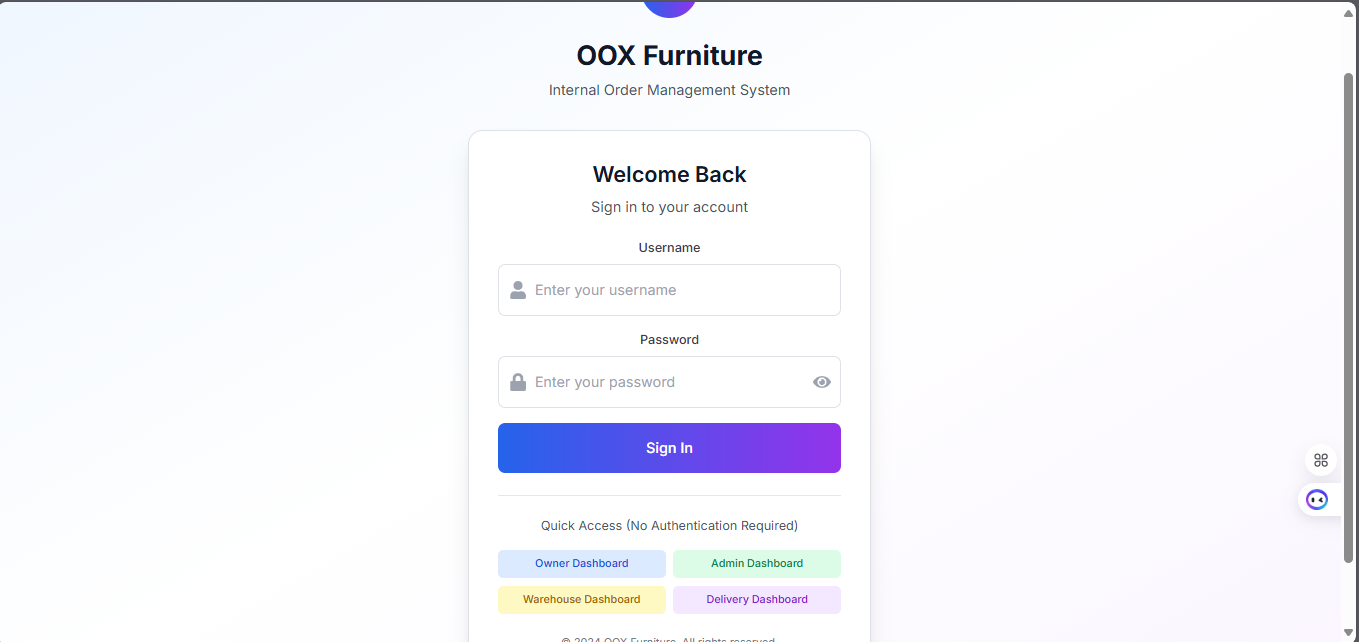 OOX Furniture
Internal Order Management System
Welcome Back
Sign in to your account
Username
Enter your username
Password
Enter your password
Sign In
Quick Access (No Authentication Required)
Owner Dashboard
Admin Dashboard
Warehouse Dashboard
Delivery Dashboard
© 2024 OOX Furniture. All rights reserved.